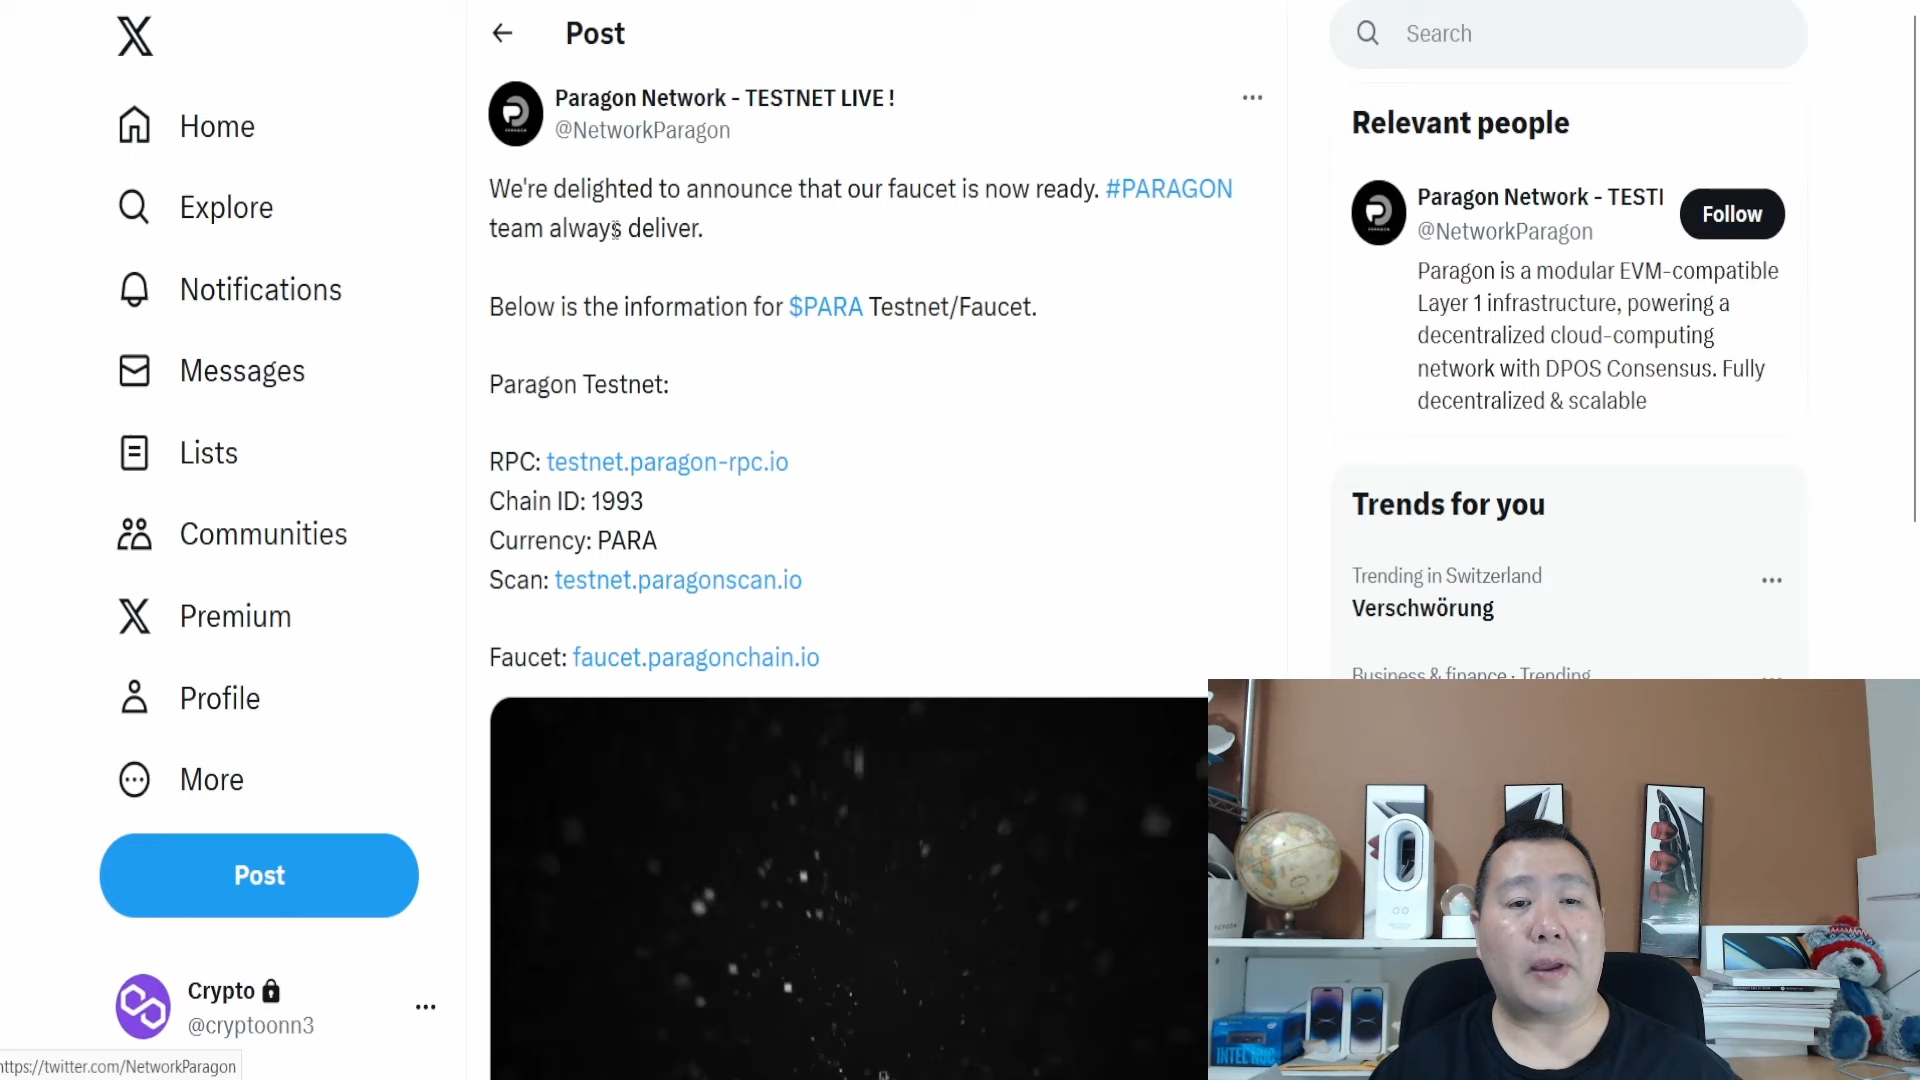 Post
Search
Home
Explore
Notifications
Messages
Lists
Communities
Premium
Profile
More
Post
Crypto
@cryptoonn3
https://twitter.com/NetworkParagon
Paragon Network - TESTNET LIVE !
@NetworkParagon
We're delighted to announce that our faucet is now ready. #PARAGON
team always deliver.
Below is the information for $PARA Testnet/Faucet.
Paragon Testnet:
RPC: testnet.paragon-rpc.io
Chain ID: 1993
Currency: PARA
Scan: testnet.paragonscan.io
Faucet: faucet.paragonchain.io
Relevant people
Paragon Network - TESTI
@NetworkParagon
Follow
Paragon is a modular EVM-compatible
Layer 1 infrastructure, powering a
decentralized cloud-computing
network with DPOS Consensus. Fully
decentralized & scalable
Trends for you
Trending in Switzerland
Verschwörung
Business & finance · Trending
INTEL NUC